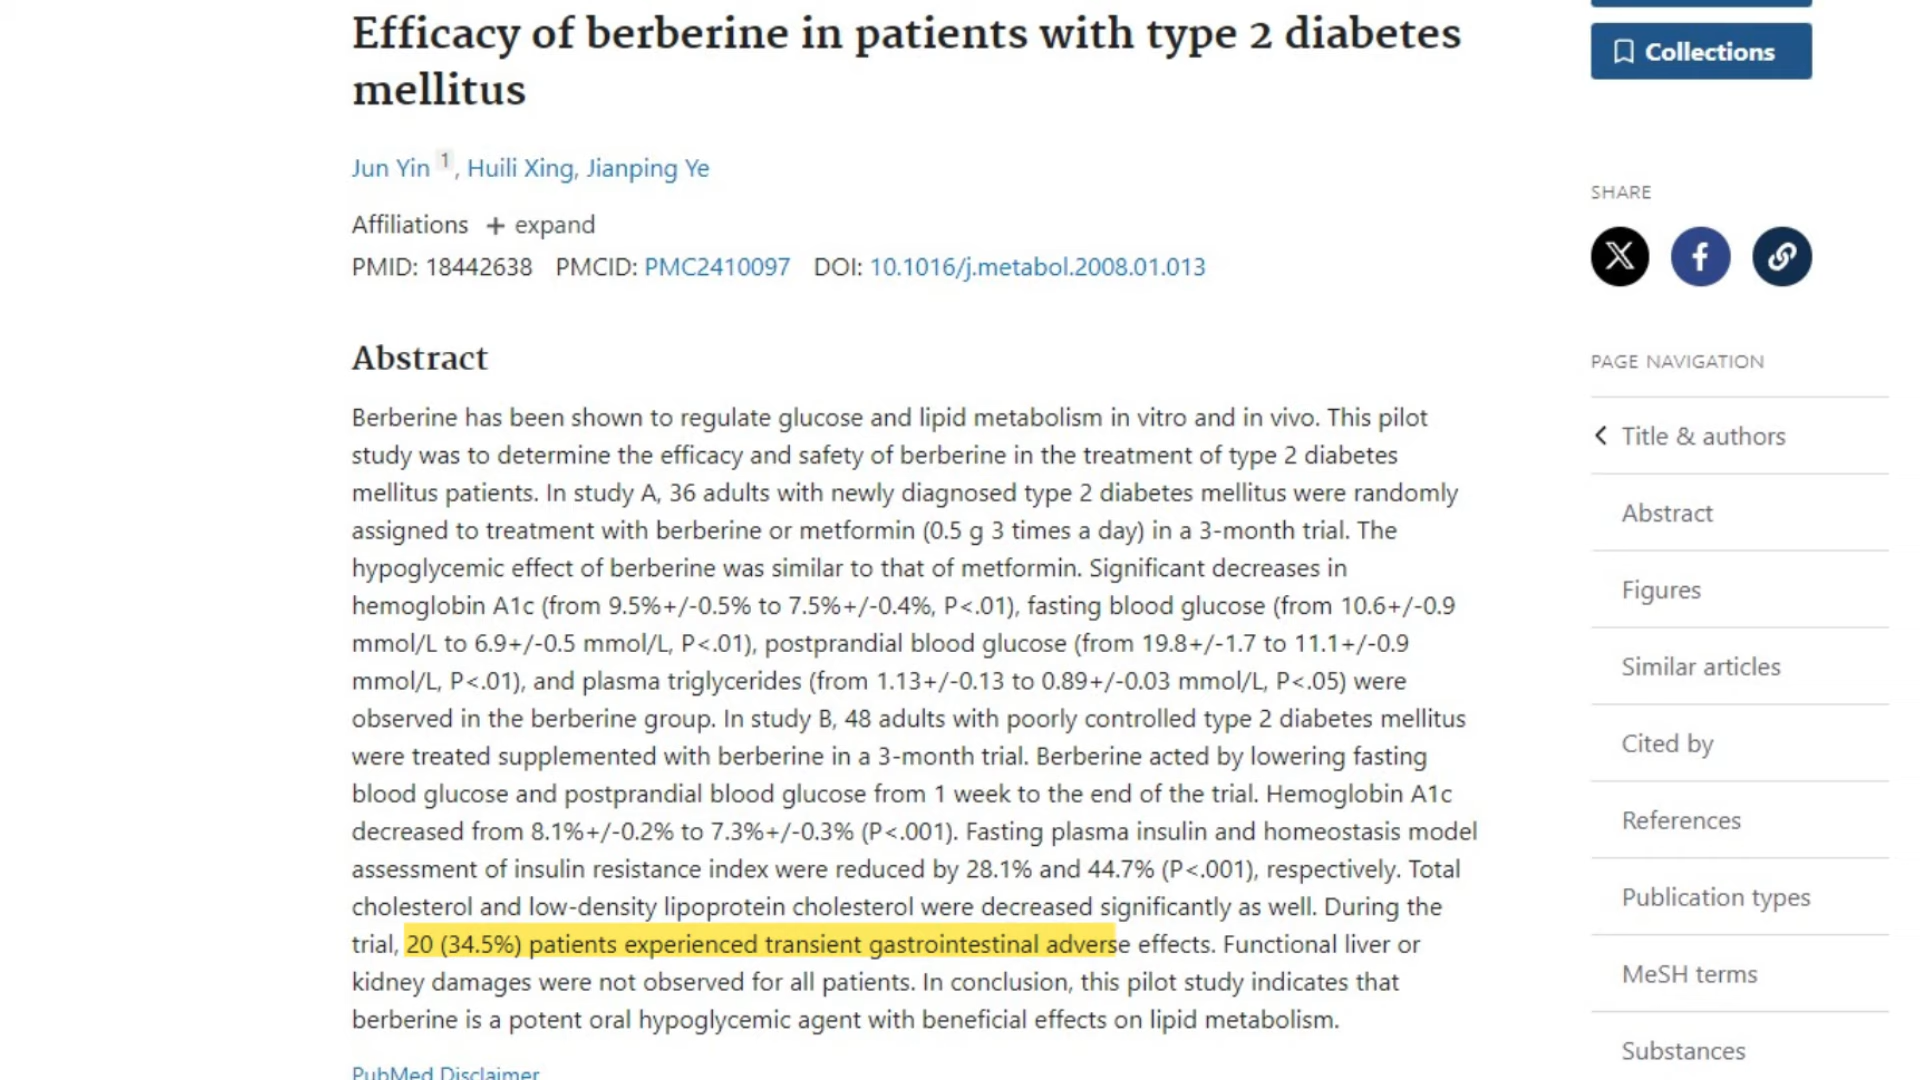 Efficacy of berberine in patients with type 2 diabetes
mellitus
Jun Yin 1, Huili Xing, Jianping Ye
Affiliations + expand
PMID: 18442638 PMCID: PMC2410097 DOI: 10.1016/j.metabol.2008.01.013
Abstract
Berberine has been shown to regulate glucose and lipid metabolism in vitro and in vivo. This pilot
study was to determine the efficacy and safety of berberine in the treatment of type 2 diabetes
mellitus patients. In study A, 36 adults with newly diagnosed type 2 diabetes mellitus were randomly
assigned to treatment with berberine or metformin (0.5 g 3 times a day) in a 3-month trial. The
hypoglycemic effect of berberine was similar to that of metformin. Significant decreases in
hemoglobin A1c (from 9.5%+/-0.5% to 7.5%+/-0.4%, P<.01), fasting blood glucose (from 10.6+/-0.9
mmol/L to 6.9+/-0.5 mmol/L, P<.01), postprandial blood glucose (from 19.8+/-1.7 to 11.1+/-0.9
mmol/L, P<.01), and plasma triglycerides (from 1.13+/-0.13 to 0.89+/-0.03 mmol/L, P<.05) were
observed in the berberine group. In study B, 48 adults with poorly controlled type 2 diabetes mellitus
were treated supplemented with berberine in a 3-month trial. Berberine acted by lowering fasting
blood glucose and postprandial blood glucose from 1 week to the end of the trial. Hemoglobin A1c
decreased from 8.1%+/-0.2% to 7.3%+/-0.3% (P<.001). Fasting plasma insulin and homeostasis model
assessment of insulin resistance index were reduced by 28.1% and 44.7% (P<.001), respectively. Total
cholesterol and low-density lipoprotein cholesterol were decreased significantly as well. During the
trial, 20 (34.5%) patients experienced transient gastrointestinal adverse effects. Functional liver or
kidney damages were not observed for all patients. In conclusion, this pilot study indicates that
berberine is a potent oral hypoglycemic agent with beneficial effects on lipid metabolism.
PubMed Disclaimer
Collections
SHARE
PAGE NAVIGATION
Title & authors
Abstract
Figures
Similar articles
Cited by
References
Publication types
MeSH terms
Substances